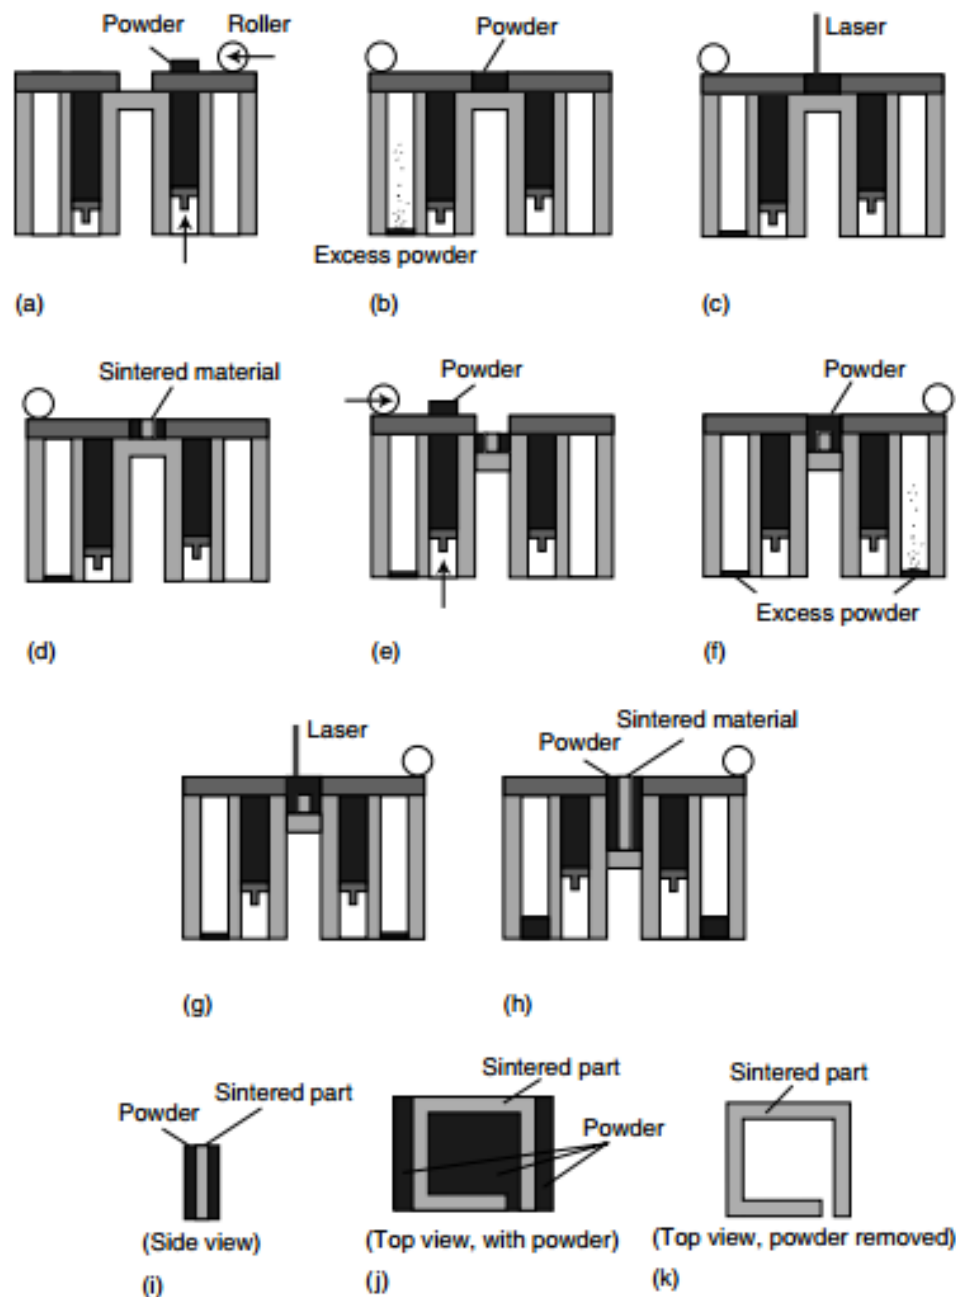 Powder
Roller
(a)
Powder
Excess powder
(b)
Laser
(c)
Sintered material
(d)
Powder
(e)
Powder
Excess powder
(f)
Laser
(g)
Sintered material
Powder
(h)
Sintered part
Powder
(Side view)
(i)
Sintered part
Powder
(Top view, with powder)
(j)
Sintered part
(Top view, powder removed)
(k)